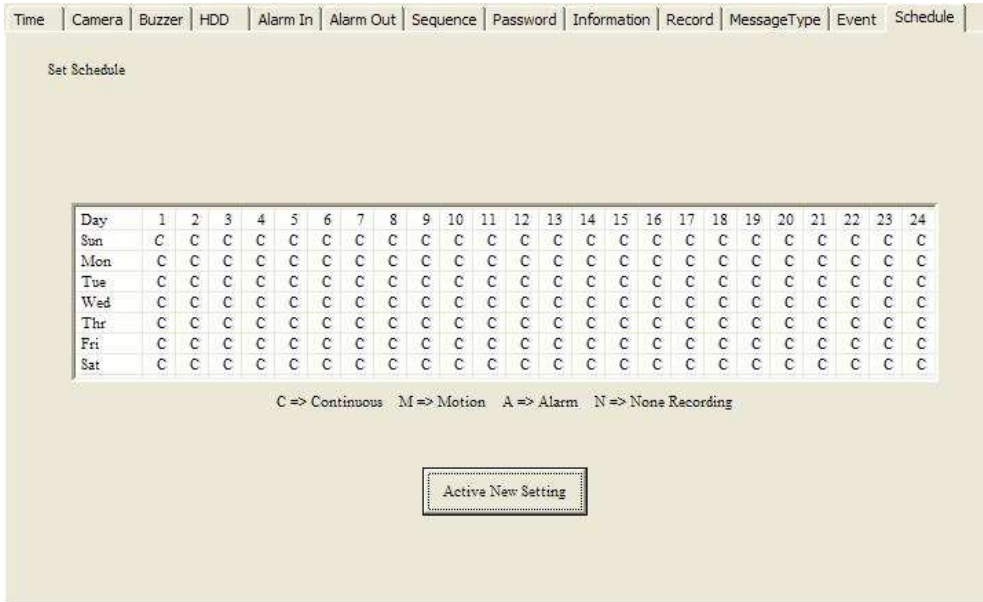 Time Camera Buzzer HDD Alarm In Alarm Out Sequence Password Information Record MessageType Event Schedule
Set Schedule
Day 1 2 3 4 5 6 7 8 9 10 11 12 13 14 15 16 17 18 19 20 21 22 23 24
Sun C C C C C C C C C C C C C C C C C C C C C C C C
Mon C C C C C C C C C C C C C C C C C C C C C C C C
Tue C C C C C C C C C C C C C C C C C C C C C C C C
Wed C C C C C C C C C C C C C C C C C C C C C C C C
Thr C C C C C C C C C C C C C C C C C C C C C C C C
Fri C C C C C C C C C C C C C C C C C C C C C C C C
Sat C C C C C C C C C C C C C C C C C C C C C C C C
C => Continuous M => Motion A => Alarm N => None Recording
Active New Setting